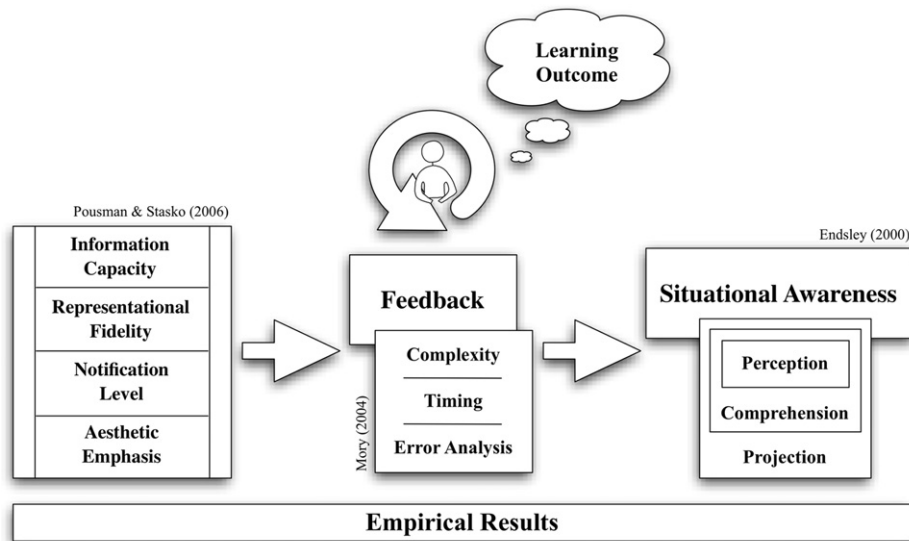 Learning
Outcome
Pousman & Stasko (2006)
Information
Capacity
Representational
Fidelity
Notification
Level
Aesthetic
Emphasis
Feedback
Mory (2004)
Complexity
Timing
Error Analysis
Endsley (2000)
Situational Awareness
Perception
Comprehension
Projection
Empirical Results